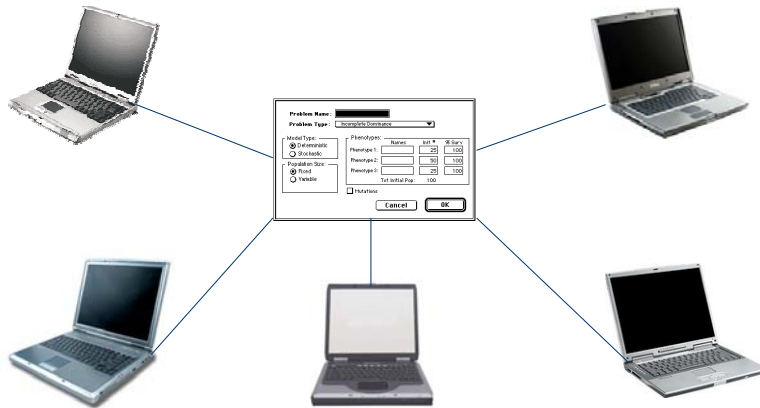 Problem Name:
Problem Type: Incomplete Dominance
Model Type:
Deterministic
Stochastic
Population Size:
Fixed
Variable
Phenotypes:
Names Init # % Surv
Phenotype 1: 25 100
Phenotype 2: 50 100
Phenotype 3: 25 100
Tot Initial Pop: 100
Mutations
Cancel OK